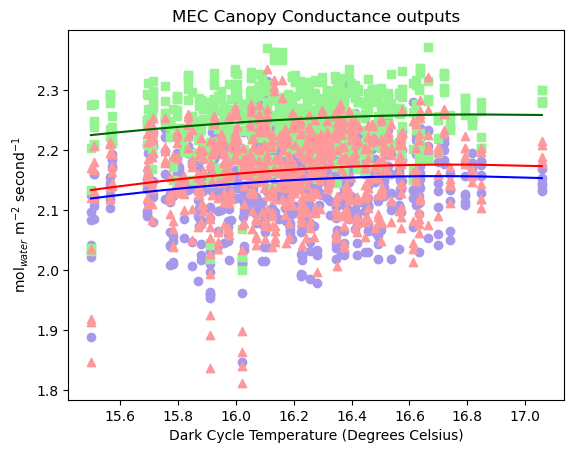 MEC Canopy Conductance outputs
mol_water m⁻² second⁻¹
2.3
2.2
2.1
2.0
1.9
1.8
15.6 15.8 16.0 16.2 16.4 16.6 16.8 17.0
Dark Cycle Temperature (Degrees Celsius)